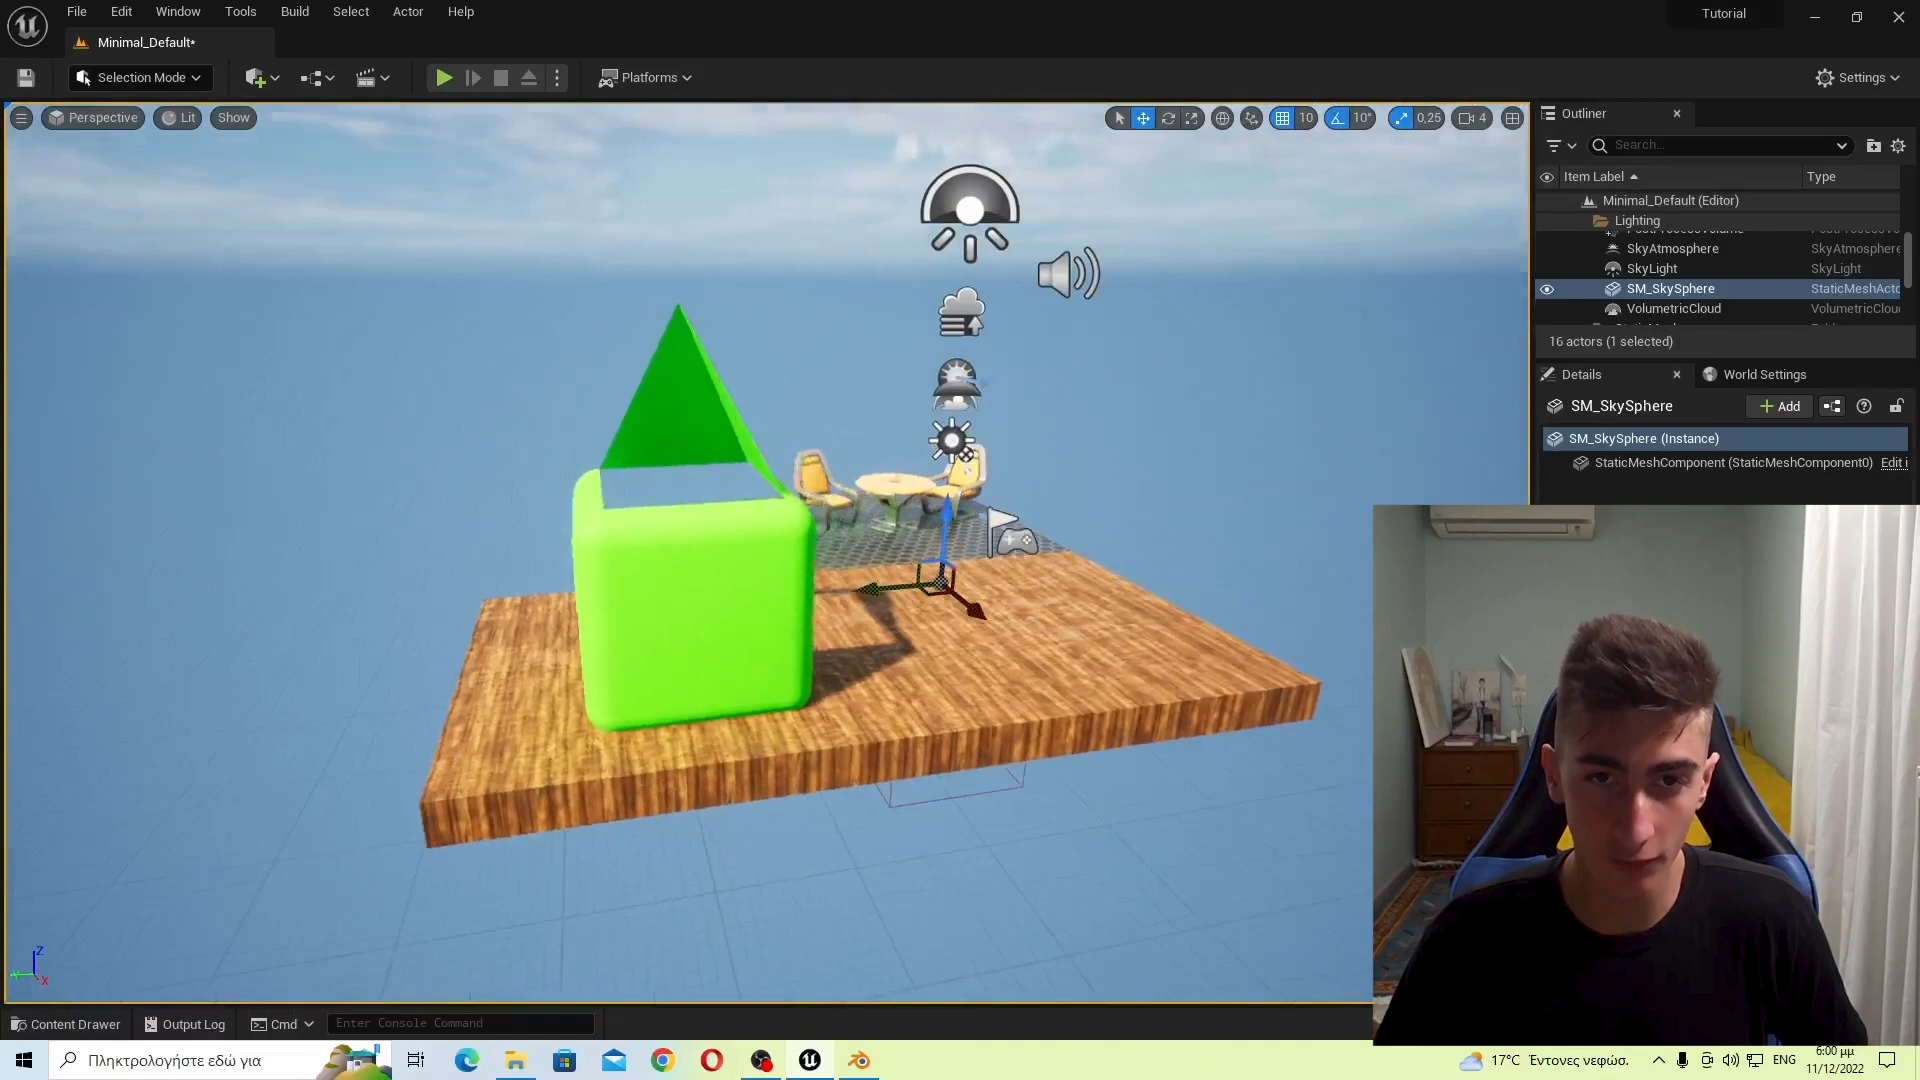 File Edit Window Tools Build Select Actor Help
Tutorial
Minimal_Default*
Selection Mode
Platforms
Settings
Perspective Lit Show
10 10° 0,25 4
Outliner
Search...
Item Label Type
Minimal_Default (Editor)
Lighting
SkyAtmosphere SkyAtmosphere
SkyLight SkyLight
SM_SkySphere StaticMeshActo
VolumetricCloud VolumetricClou
16 actors (1 selected)
Details World Settings
SM_SkySphere Add
SM_SkySphere (Instance)
StaticMeshComponent (StaticMeshComponent0) Edit i
Z
X
Content Drawer Output Log Cmd Enter Console Command
Πληκτρολογήστε εδώ για
17°C Έντονες νεφώσ. ENG 6:00 μμ
11/12/2022